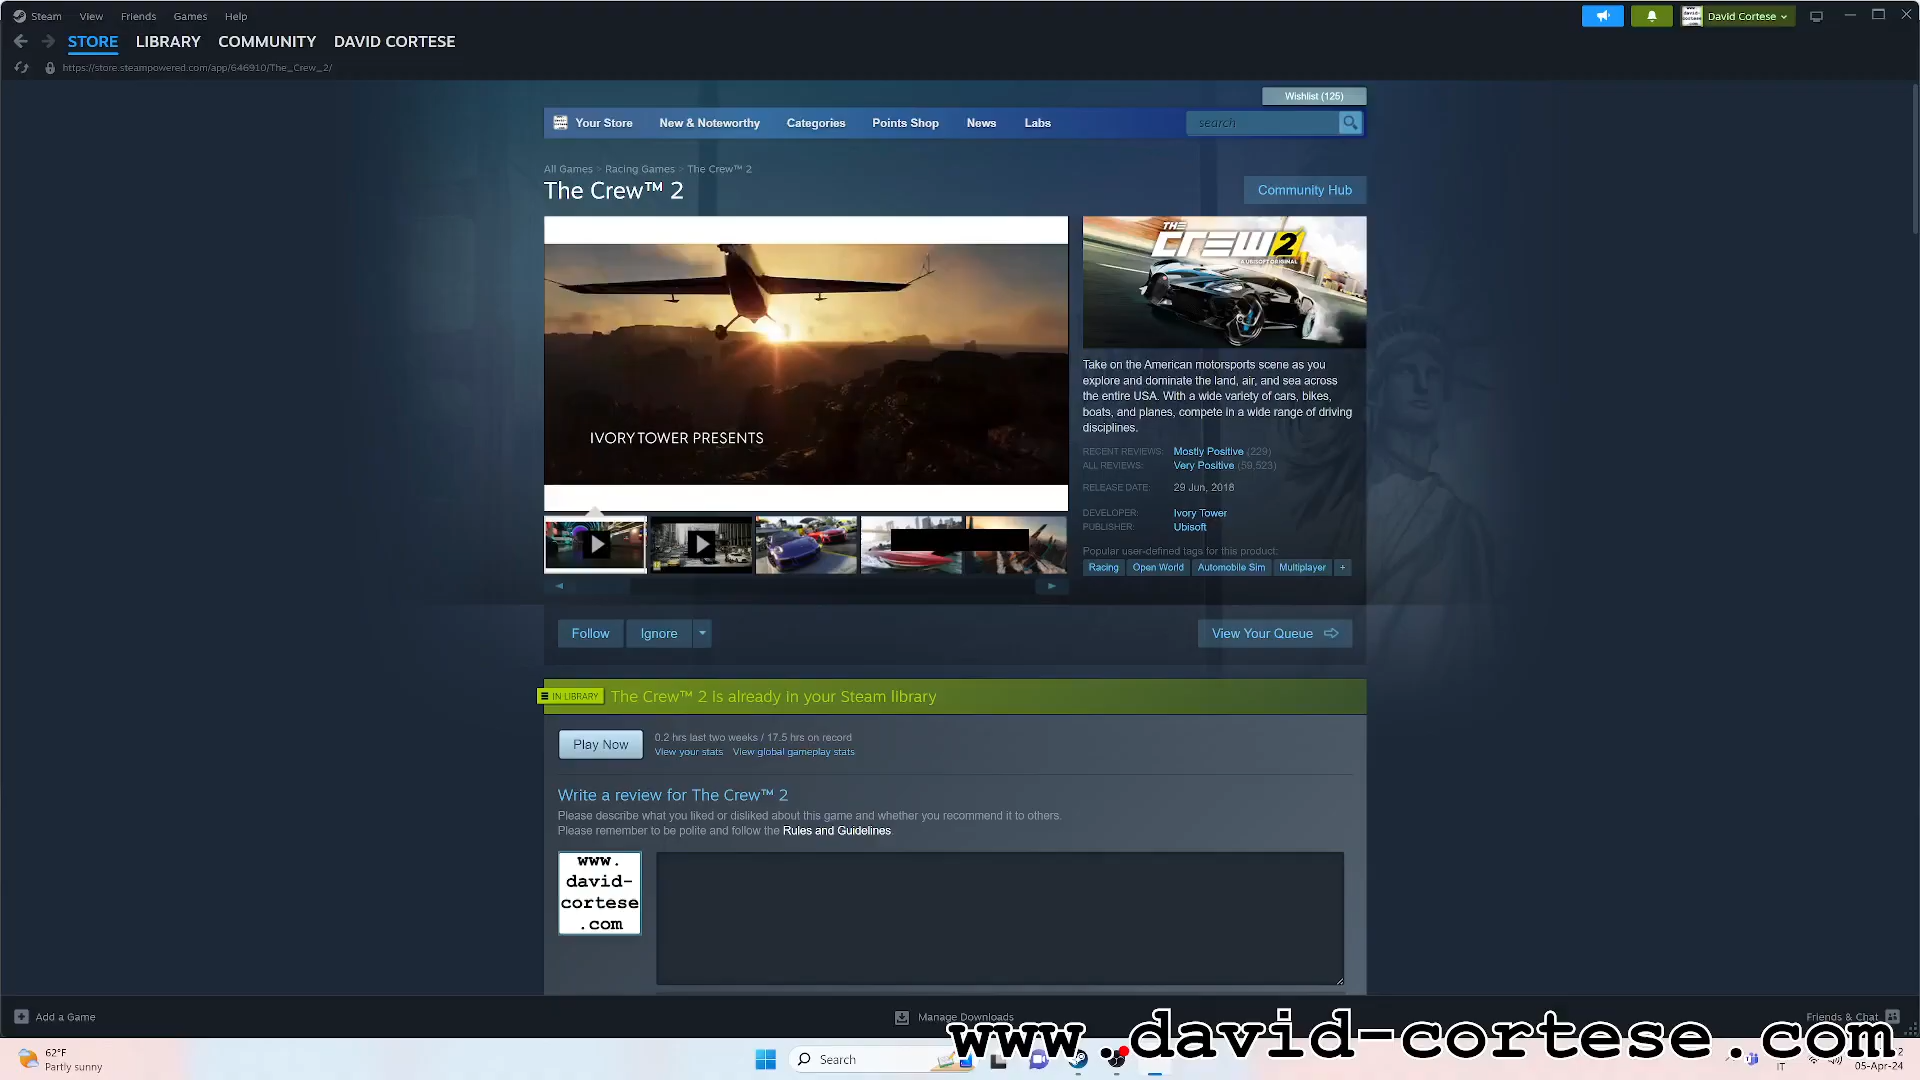 Steam View Friends Games Help
David Cortese
STORE LIBRARY COMMUNITY DAVID CORTESE
https://store.steampowered.com/app/646910/The_Crew_2/
Wishlist (125)
Your Store New & Noteworthy Categories Points Shop News Labs
search
All Games > Racing Games > The Crew™ 2
The Crew™ 2
Community Hub
IVORY TOWER PRESENTS
THE CREW 2
A UBISOFT ORIGINAL
Take on the American motorsports scene as you
explore and dominate the land, air, and sea across
the entire USA. With a wide variety of cars, bikes,
boats, and planes, compete in a wide range of driving
disciplines.
RECENT REVIEWS: Mostly Positive (229)
ALL REVIEWS: Very Positive (59,523)
RELEASE DATE: 29 Jun, 2018
DEVELOPER: Ivory Tower
PUBLISHER: Ubisoft
Popular user-defined tags for this product:
Racing Open World Automobile Sim Multiplayer +
Follow Ignore
View Your Queue
IN LIBRARY The Crew™ 2 is already in your Steam library
Play Now
0.2 hrs last two weeks / 17.5 hrs on record
View your stats View global gameplay stats
Write a review for The Crew™ 2
Please describe what you liked or disliked about this game and whether you recommend it to others.
Please remember to be polite and follow the Rules and Guidelines.
www.
david-
cortese
.com
Add a Game
Manage Downloads
Friends & Chat
www.david-cortese.com
62°F
Partly sunny
Search
IT
05-Apr-24